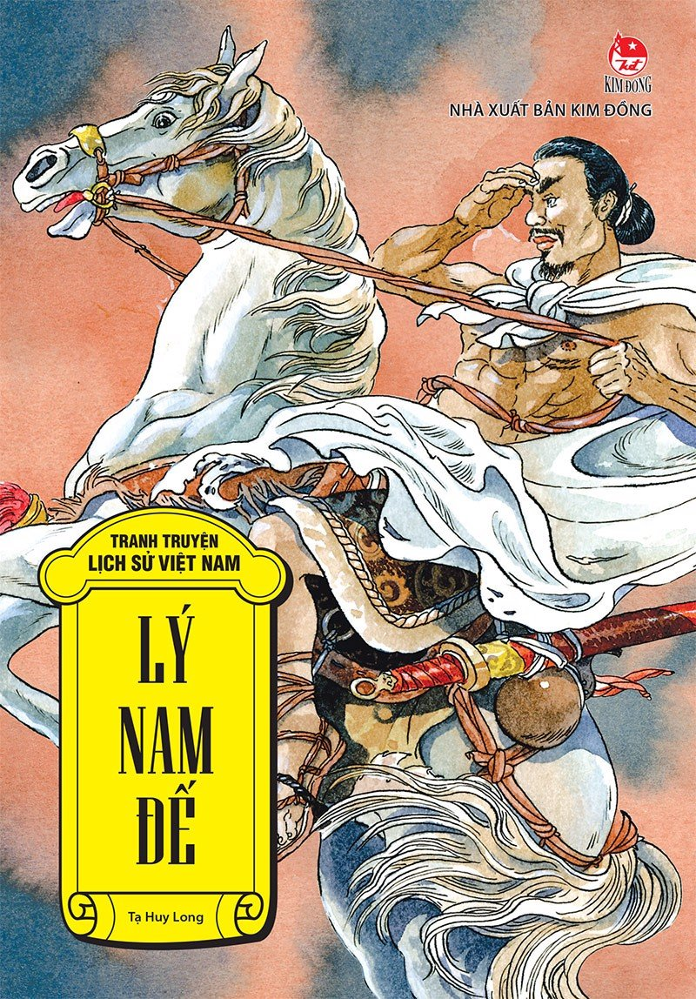 KIM ĐỒNG
NHÀ XUẤT BẢN KIM ĐỒNG
TRANH TRUYỆN
LỊCH SỬ VIỆT NAM
LÝ
NAM
ĐẾ
Tạ Huy Long